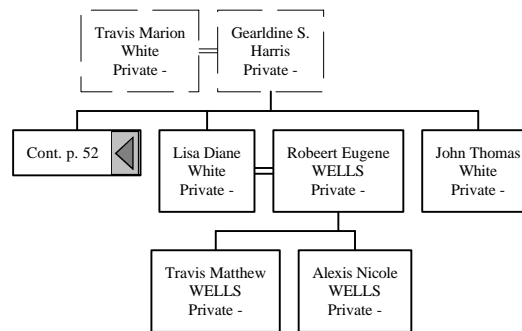 Travis Marion
White
Private -
Gearldine S.
Harris
Private -
Cont. p. 52
Lisa Diane
White
Private -
Robeert Eugene
WELLS
Private -
John Thomas
White
Private -
Travis Matthew
WELLS
Private -
Alexis Nicole
WELLS
Private -